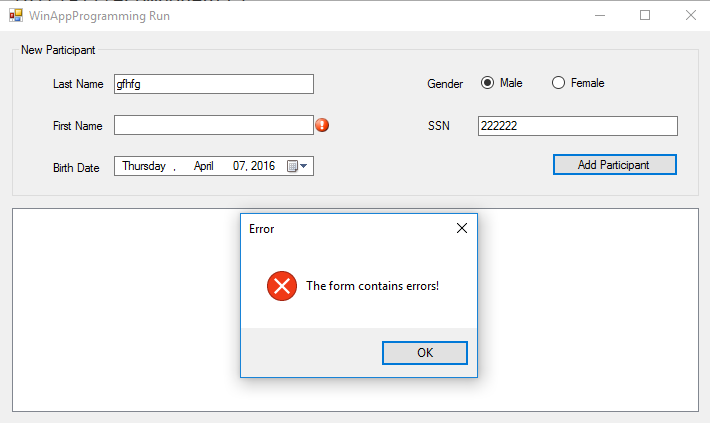 WinAppProgramming Run
New Participant
Last Name gfhfg Gender Male Female
First Name SSN 222222
Birth Date Thursday , April 07, 2016 Add Participant
Error
The form contains errors!
OK